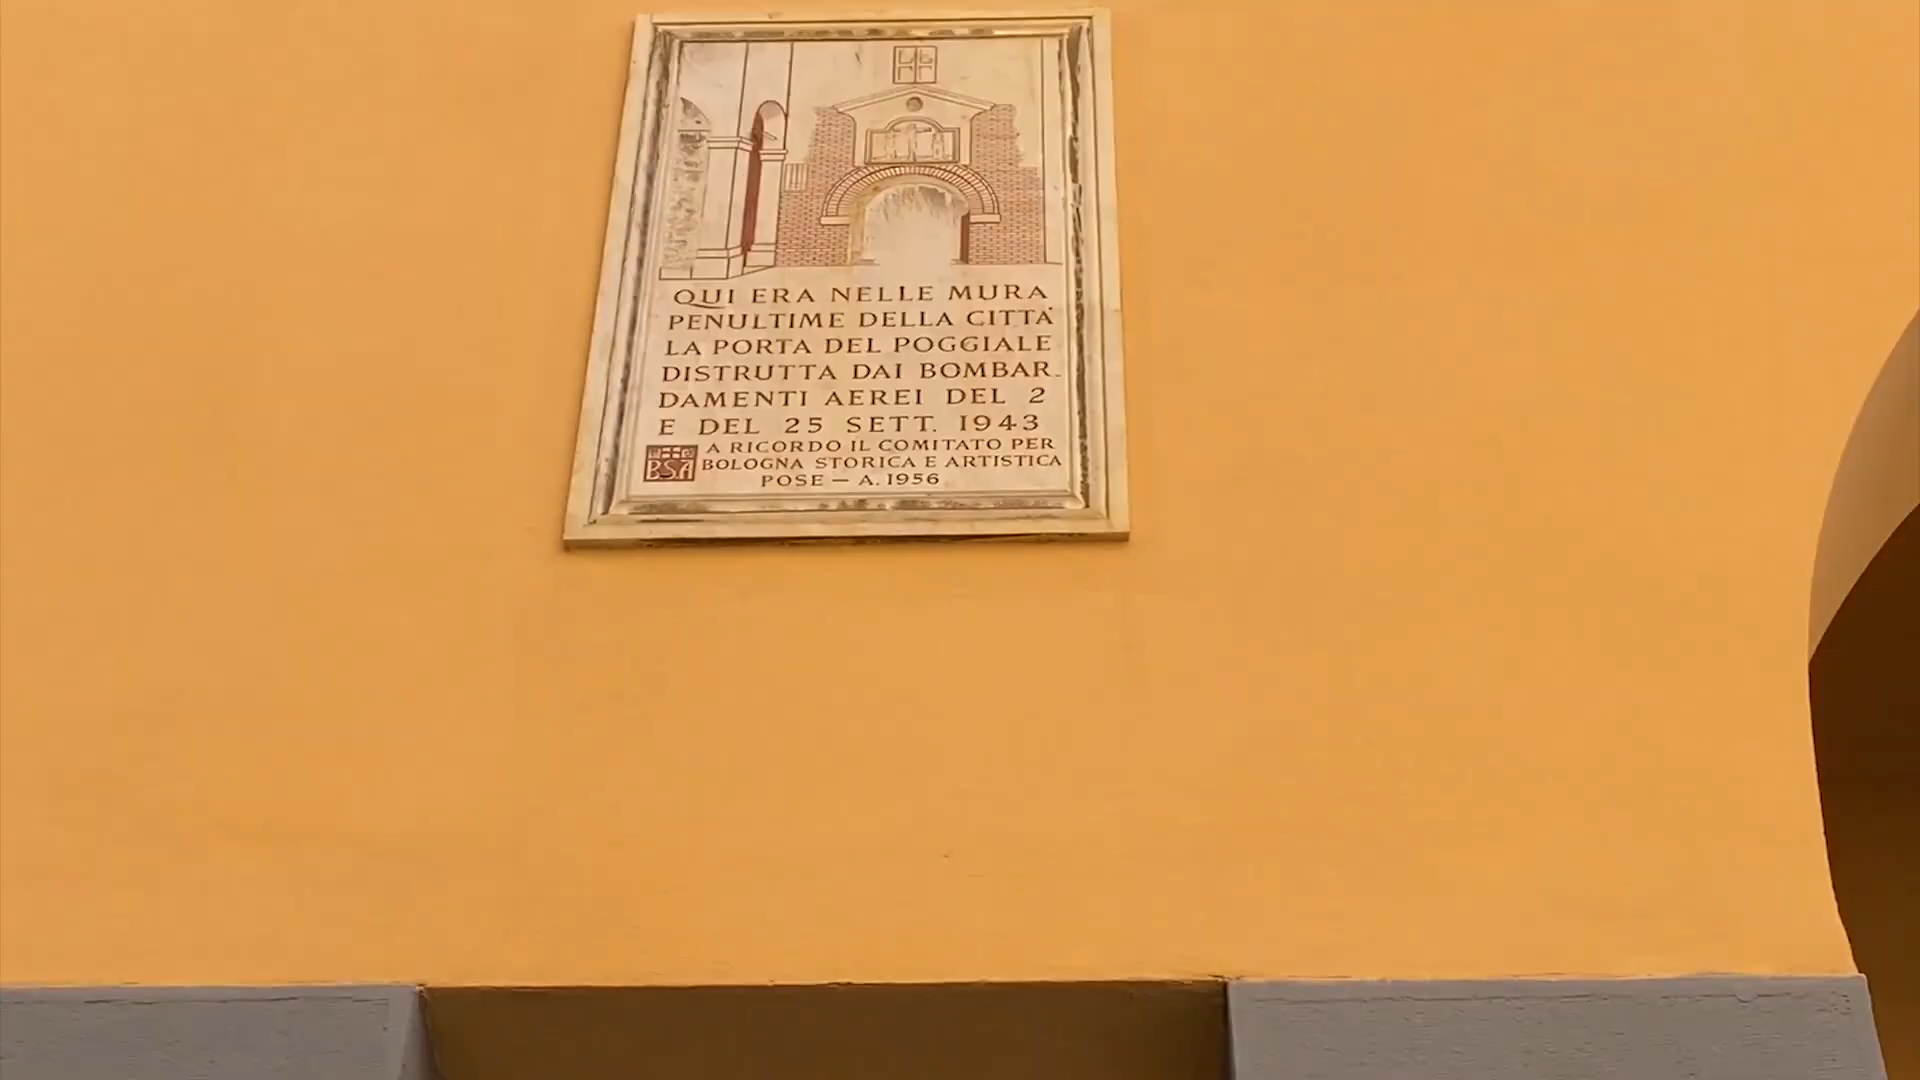 QUI ERA NELLE MURA
PENULTIME DELLA CITTA'
LA PORTA DEL POGGIALE
DISTRUTTA DAI BOMBAR-
DAMENTI AEREI DEL 2
E DEL 25 SETT. 1943
A RICORDO IL COMITATO PER
B.S.A BOLOGNA STORICA E ARTISTICA
POSE — A. 1956